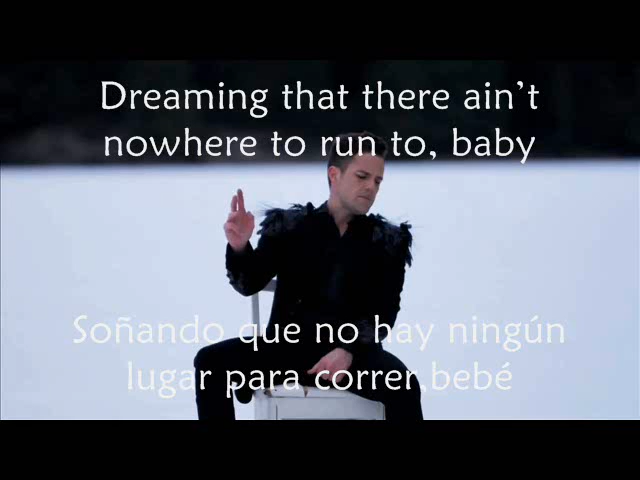 Dreaming that there ain't
nowhere to run to, baby
Soñando que no hay ningún
lugar para correr,bebé